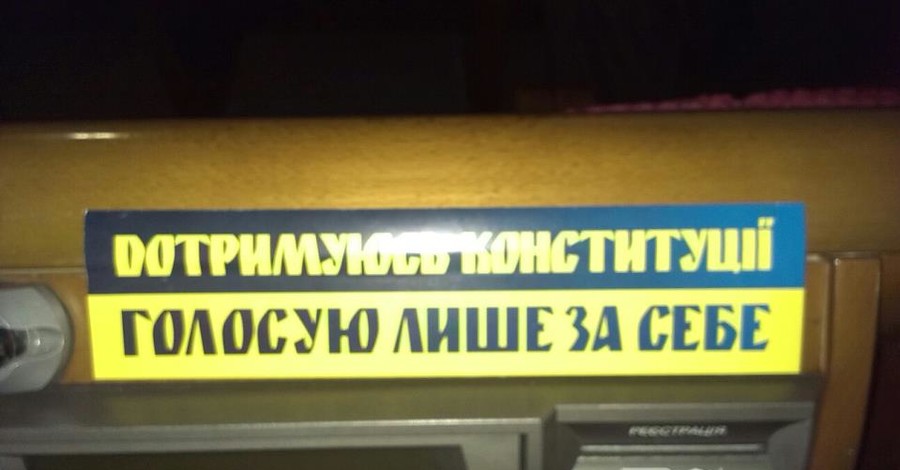 ДОТРИМУЮСЬ КОНСТИТУЦІЇ
ГОЛОСУЮ ЛИШЕ ЗА СЕБЕ
РЕЄСТРАЦІЯ